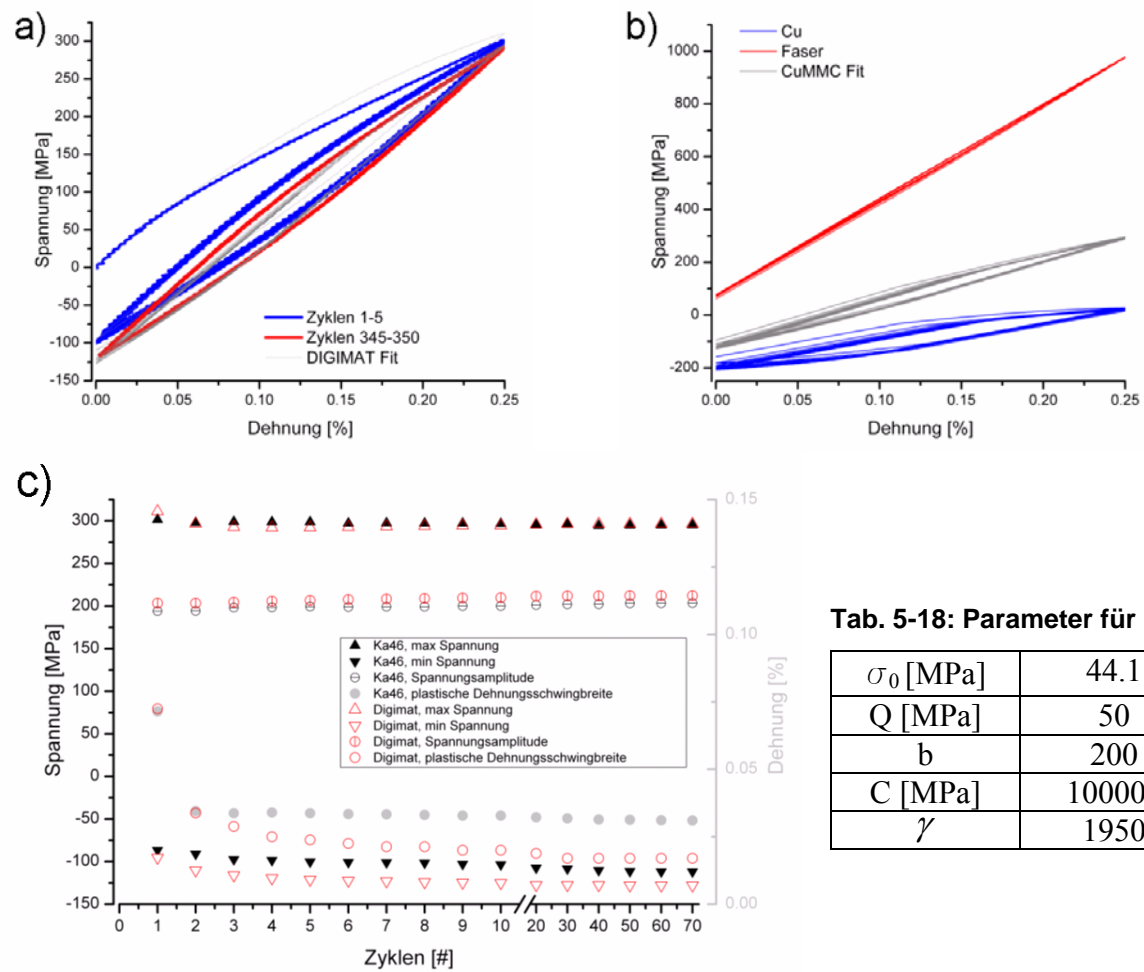 a)
Spannung [MPa]
300
250
200
150
100
50
0
-50
-100
-150
0.00 0.05 0.10 0.15 0.20 0.25
Dehnung [%]
Zyklen 1-5
Zyklen 345-350
DIGIMAT Fit
b)
Spannung [MPa]
1000
800
600
400
200
0
-200
0.00 0.05 0.10 0.15 0.20 0.25
Dehnung [%]
Cu
Faser
CuMMC Fit
c)
Spannung [MPa]
300
250
200
150
100
50
0
-50
-100
-150
0 1 2 3 4 5 6 7 8 9 10 20 30 40 50 60 70
Zyklen [#]
0.15
0.10
0.05
0.00
Dehnung [%]
Ka46, max Spannung
Ka46, min Spannung
Ka46, Spannungsamplitude
Ka46, plastische Dehnungsschwingbreite
Digimat, max Spannung
Digimat, min Spannung
Digimat, Spannungsamplitude
Digimat, plastische Dehnungsschwingbreite
Tab. 5-18: Parameter für
σ0 [MPa] 44.1
Q [MPa] 50
b 200
C [MPa] 10000
γ 1950